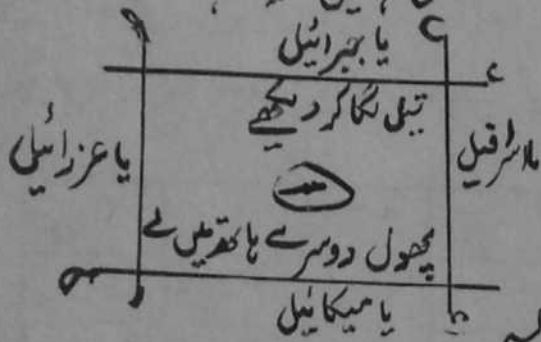 یا جبرائیل
تیل لگا کر دیکھے
یا عزرائیل
یا اسرافیل
پھول دوسرے ہاتھ میں لے
یا میکائیل